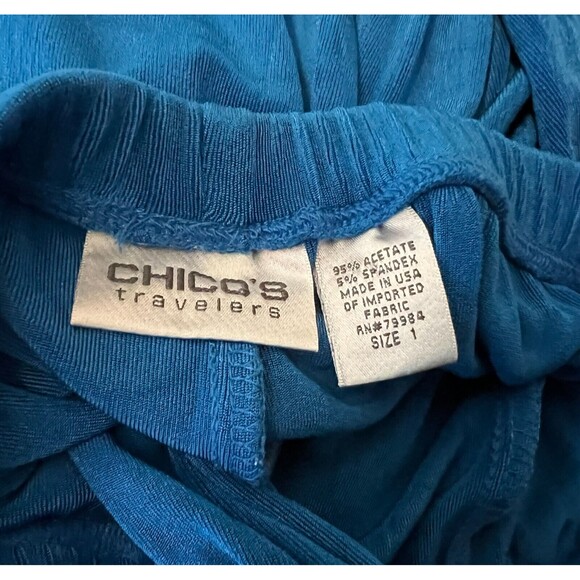 CHICO'S
travelers
95% ACETATE
5% SPANDEX
MADE IN USA
OF IMPORTED
FABRIC
RN#79984
SIZE 1